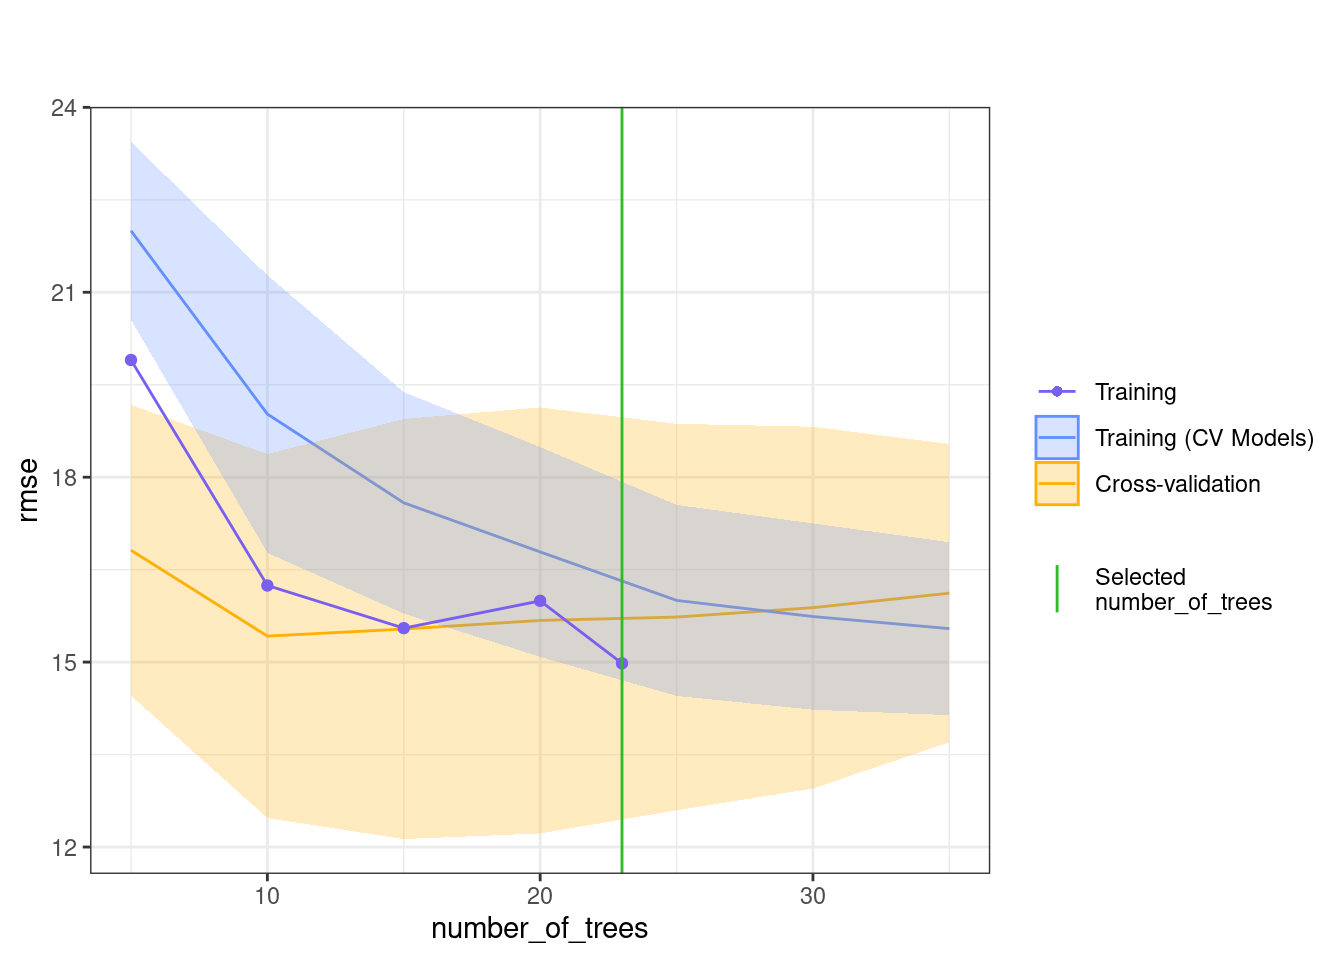 24
21
18
15
12
rmse
10
20
30
number_of_trees
Training
Training (CV Models)
Cross-validation
Selected
number_of_trees